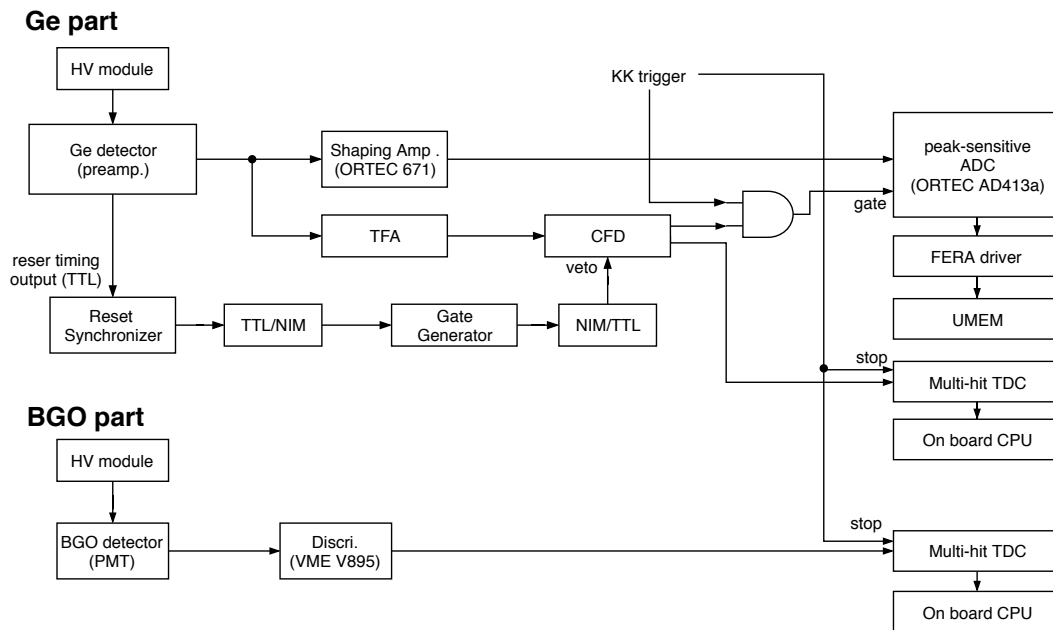 Ge part
HV module
KK trigger
Ge detector
(preamp.)
Shaping Amp .
(ORTEC 671)
peak-sensitive
ADC
(ORTEC AD413a)
gate
TFA
CFD
FERA driver
reser timing
output (TTL)
veto
Reset
Synchronizer
TTL/NIM
Gate
Generator
NIM/TTL
UMEM
stop
Multi-hit TDC
On board CPU
BGO part
HV module
stop
BGO detector
(PMT)
Discri.
(VME V895)
Multi-hit TDC
On board CPU